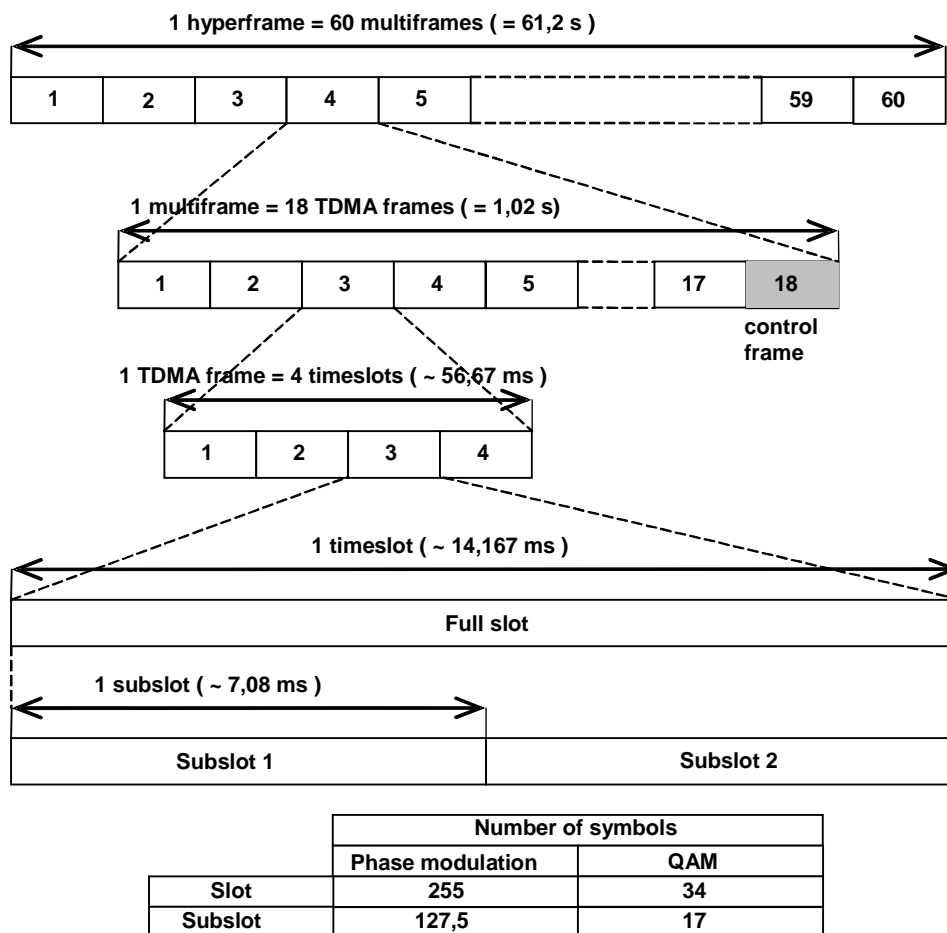 1 hyperframe = 60 multiframes ( = 61,2 s )
1 2 3 4 5 59 60
1 multiframe = 18 TDMA frames ( = 1,02 s)
1 2 3 4 5 17 18
control
frame
1 TDMA frame = 4 timeslots ( ~ 56,67 ms )
1 2 3 4
1 timeslot ( ~ 14,167 ms )
Full slot
1 subslot ( ~ 7,08 ms )
Subslot 1 Subslot 2
Number of symbols
Phase modulation QAM
Slot 255 34
Subslot 127,5 17